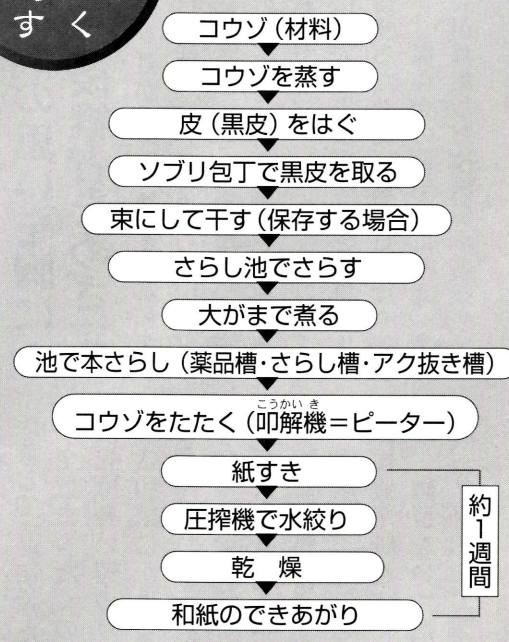 すく
コウゾ（材料）
コウゾを蒸す
皮（黒皮）をはぐ
ソブリ包丁で黒皮を取る
束にして干す（保存する場合）
さらし池でさらす
大がまで煮る
池で本さらし（薬品槽・さらし槽・アク抜き槽）
こうかいき
コウゾをたたく（叩解機＝ピーター）
紙すき
圧搾機で水絞り
乾　燥
和紙のできあがり
約1週間